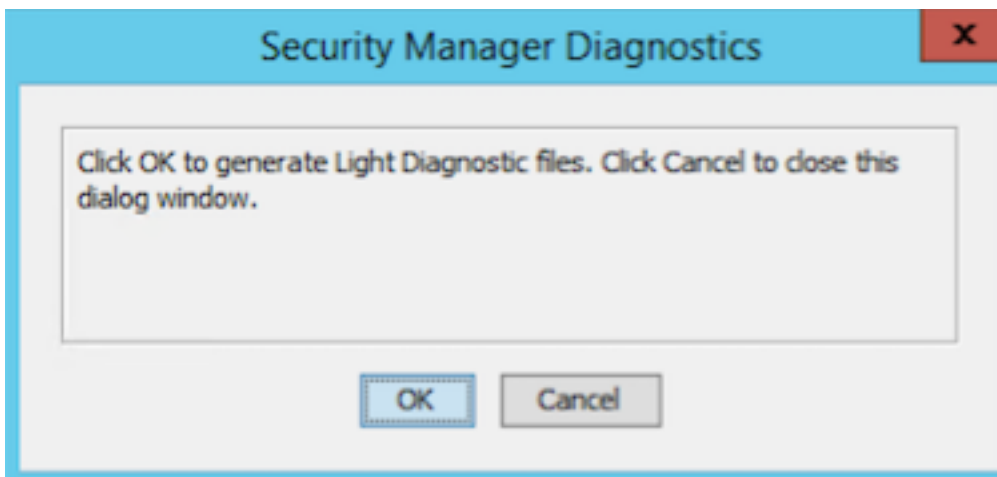 Security Manager Diagnostics
x
Click OK to generate Light Diagnostic files. Click Cancel to close this
dialog window.
OK Cancel